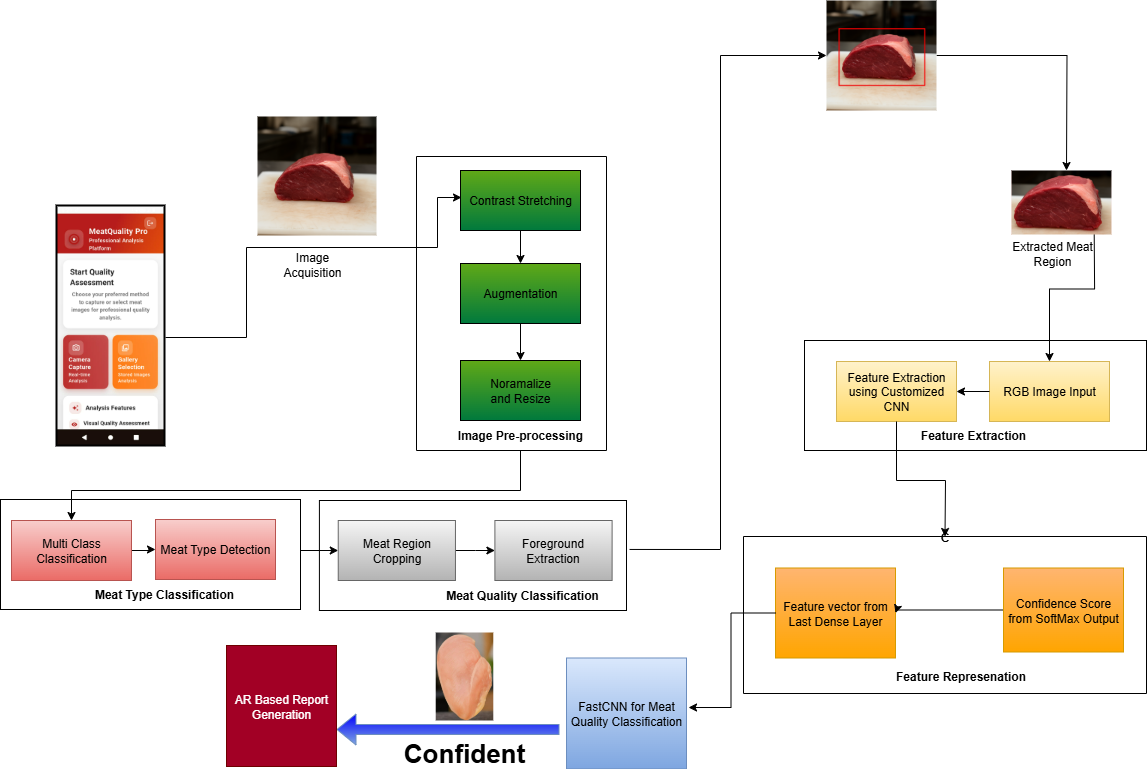 MeatQuality Pro
Professional Analysis
Platform
Start Quality
Assessment
Choose your preferred method
to capture or select meat
images for professional quality
analysis.
Camera
Capture
Real-time
Analysis
Gallery
Selection
Stored Images
Analysis
Analysis Features
Visual Quality Assessment
Image
Acquisition
Contrast Stretching
Augmentation
Noramalize
and Resize
Image Pre-processing
Extracted Meat
Region
Feature Extraction
using Customized
CNN
RGB Image Input
Feature Extraction
Multi Class
Classification
Meat Type Detection
Meat Type Classification
Meat Region
Cropping
Foreground
Extraction
Meat Quality Classification
C
Feature vector from
Last Dense Layer
Confidence Score
from SoftMax Output
Feature Represenation
FastCNN for Meat
Quality Classification
Confident
AR Based Report
Generation